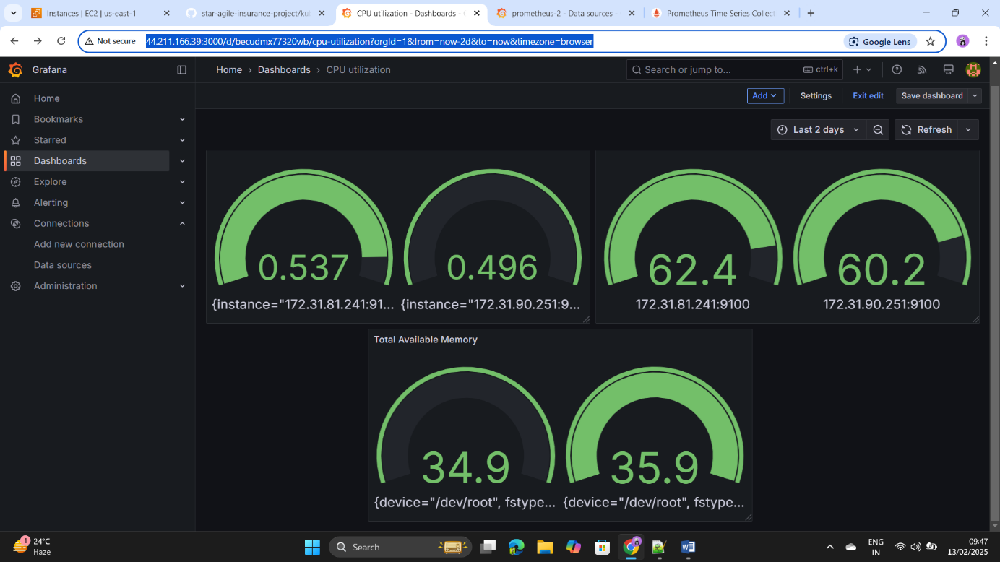 Instances | EC2 | us-east-1
star-agile-insurance-project/kul
CPU utilization - Dashboards - G
prometheus-2 - Data sources -
Prometheus Time Series Collect
Not secure
44.211.166.39:3000/d/becudmx77320wb/cpu-utilization?orgId=1&from=now-2d&to=now&timezone=browser
Google Lens
Grafana
Home › Dashboards › CPU utilization
Search or jump to...
ctrl+k
Add
Settings
Exit edit
Save dashboard
Last 2 days
Refresh
Home
Bookmarks
Starred
Dashboards
Explore
Alerting
Connections
Add new connection
Data sources
Administration
0.537
{instance="172.31.81.241:91...
0.496
{instance="172.31.90.251:9...
62.4
172.31.81.241:9100
60.2
172.31.90.251:9100
Total Available Memory
34.9
{device="/dev/root", fstype...
35.9
{device="/dev/root", fstype...
1
24°C
Haze
Search
ENG
IN
09:47
13/02/2025